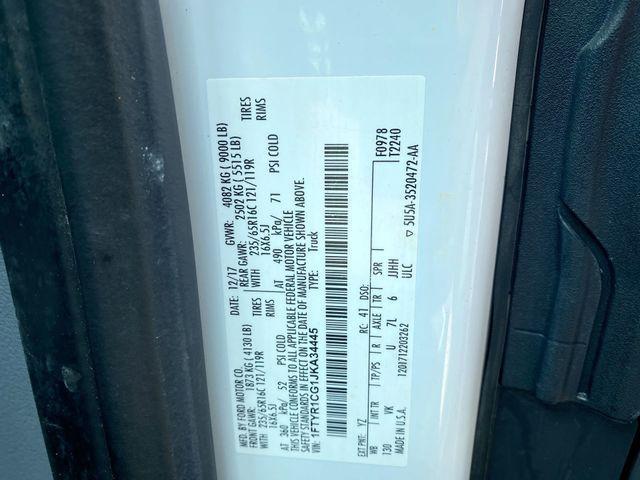 MFD. BY FORD MOTOR CO. DATE: 12/17 GVWR: 4082 KG ( 9000 LB)
FRONT GAWR: 1873 KG ( 4130 LB) REAR GAWR: 2502 KG ( 5515 LB)
235/65R16C 121/119R TIRES WITH 235/65R16C 121/119R TIRES
16X6.5J RIMS 16X6.5J RIMS
AT 360 kPa/ 52 PSI COLD AT 490 kPa/ 71 PSI COLD
THIS VEHICLE CONFORMS TO ALL APPLICABLE FEDERAL MOTOR VEHICLE
SAFETY STANDARDS IN EFFECT ON THE DATE OF MANUFACTURE SHOWN ABOVE.
VIN: 1FTYR1CG1JKA34445 TYPE: Truck
EXT PNT: YZ RC: 41 DSO: F0978
WB INT TR TP/PS R AXLE TR SPR T2240
130 VK U 7L 6 JJHH
MADE IN U.S.A. 1201712203262 ULC 5U5A-3520472-AA